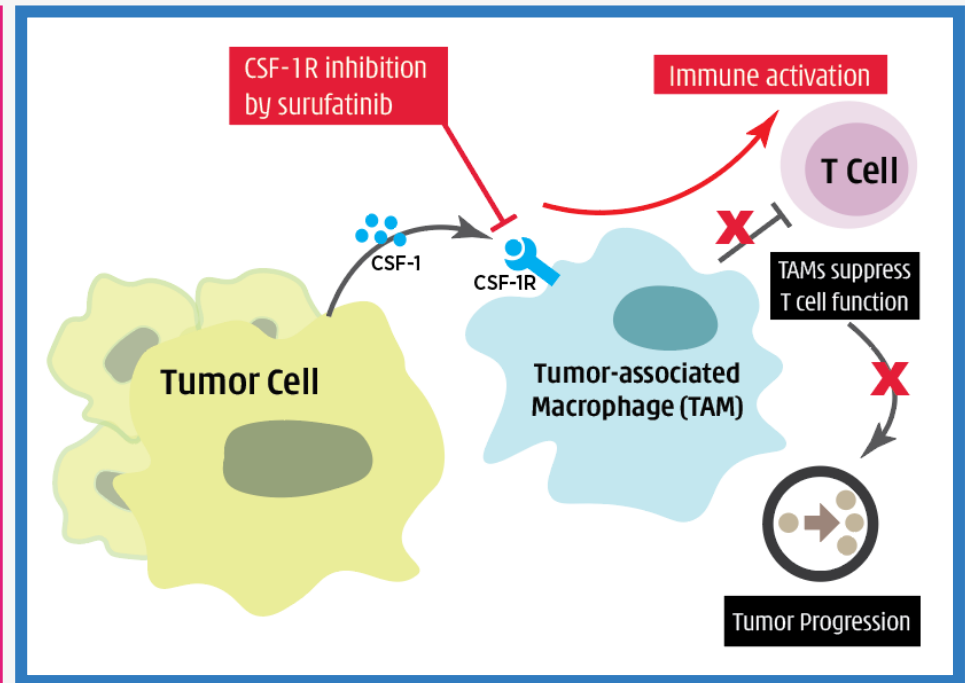 CSF-1R inhibition
by surufatinib
Immune activation
T Cell
CSF-1
CSF-1R
TAMs suppress
T cell function
Tumor Cell
Tumor-associated
Macrophage (TAM)
Tumor Progression